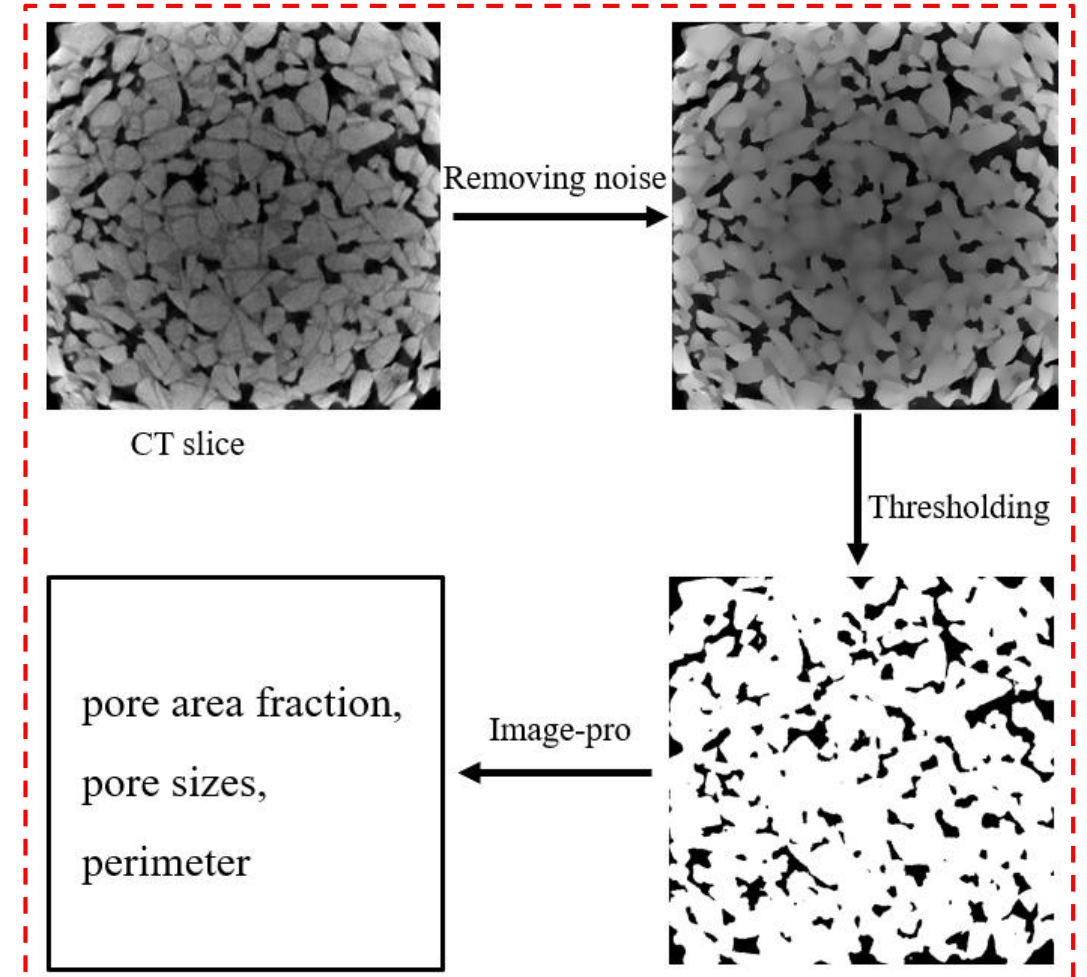 Removing noise
CT slice
Thresholding
Image-pro
pore area fraction,
pore sizes,
perimeter